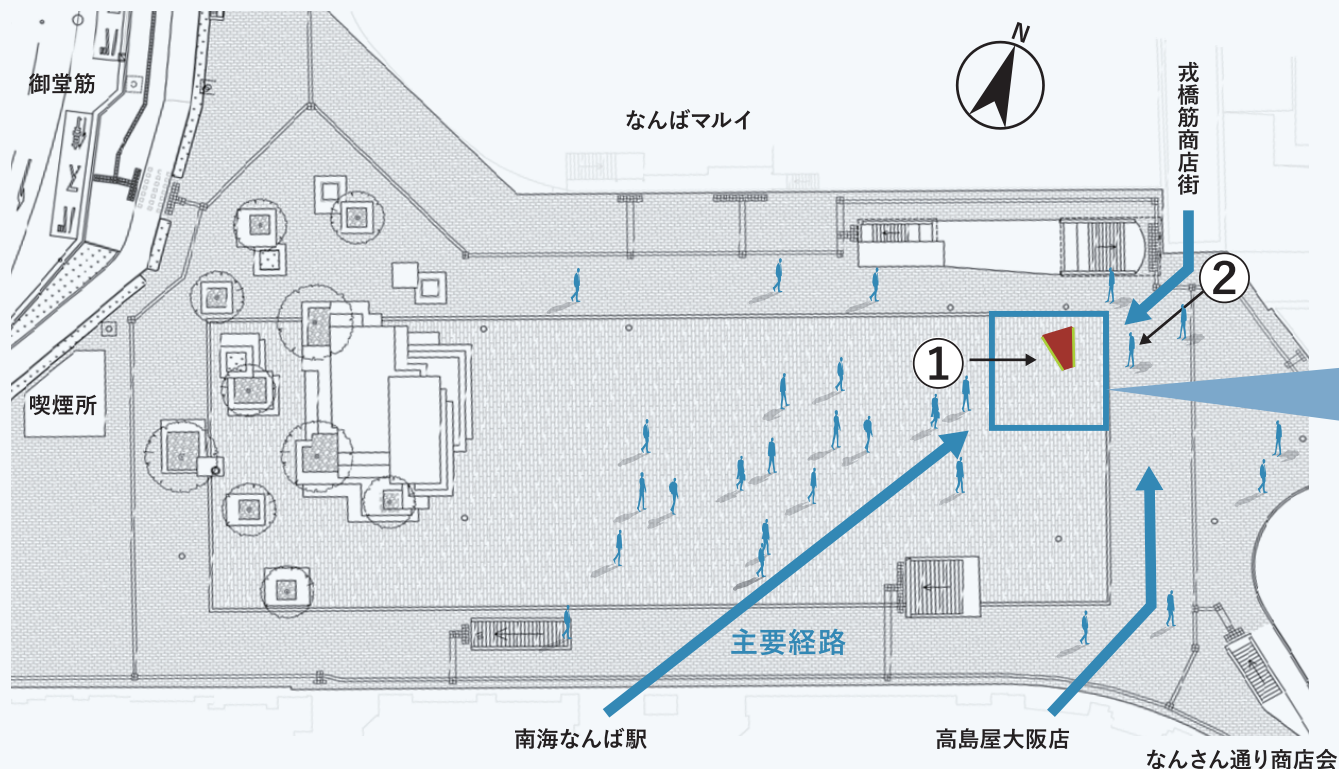 N
御堂筋
なんばマルイ
戎橋筋商店街
②
①
喫煙所
主要経路
南海なんば駅
高島屋大阪店
なんさん通り商店会